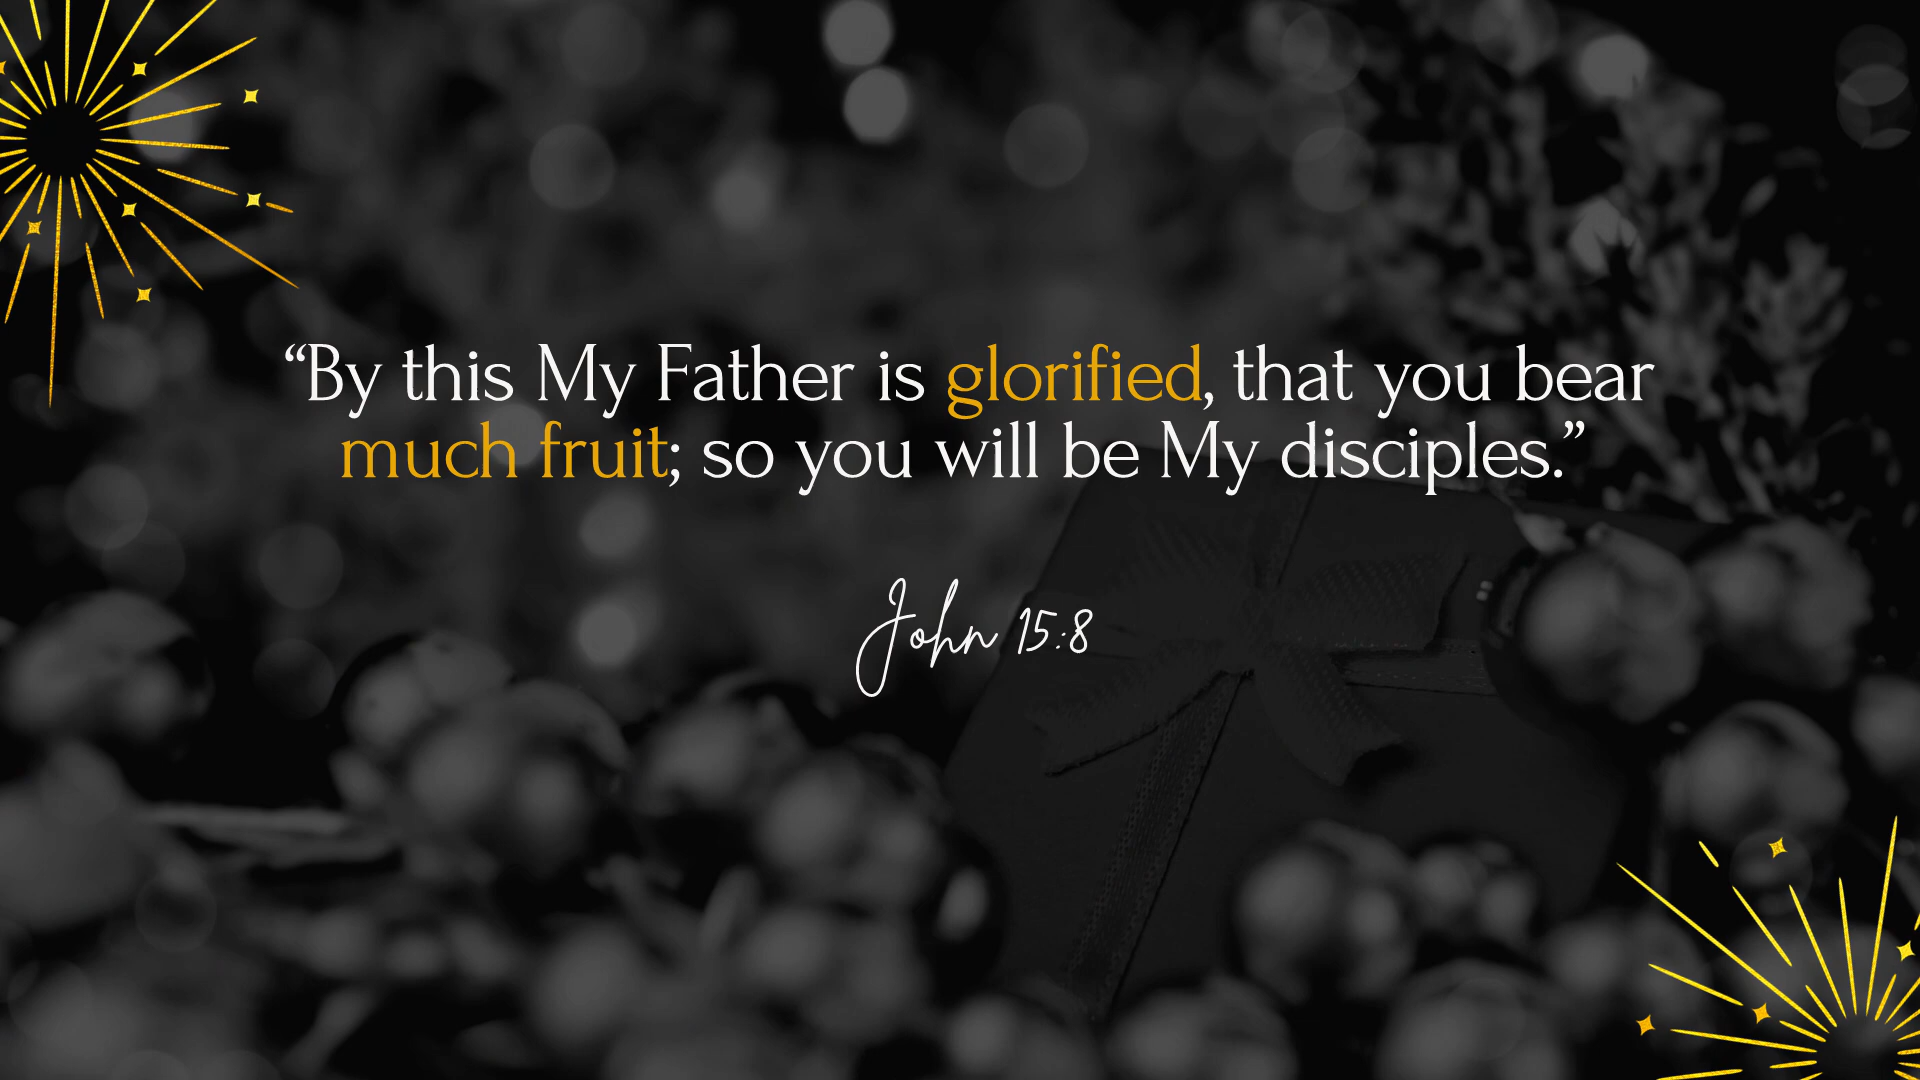 “By this My Father is glorified, that you bear
much fruit; so you will be My disciples.”
John 15:8